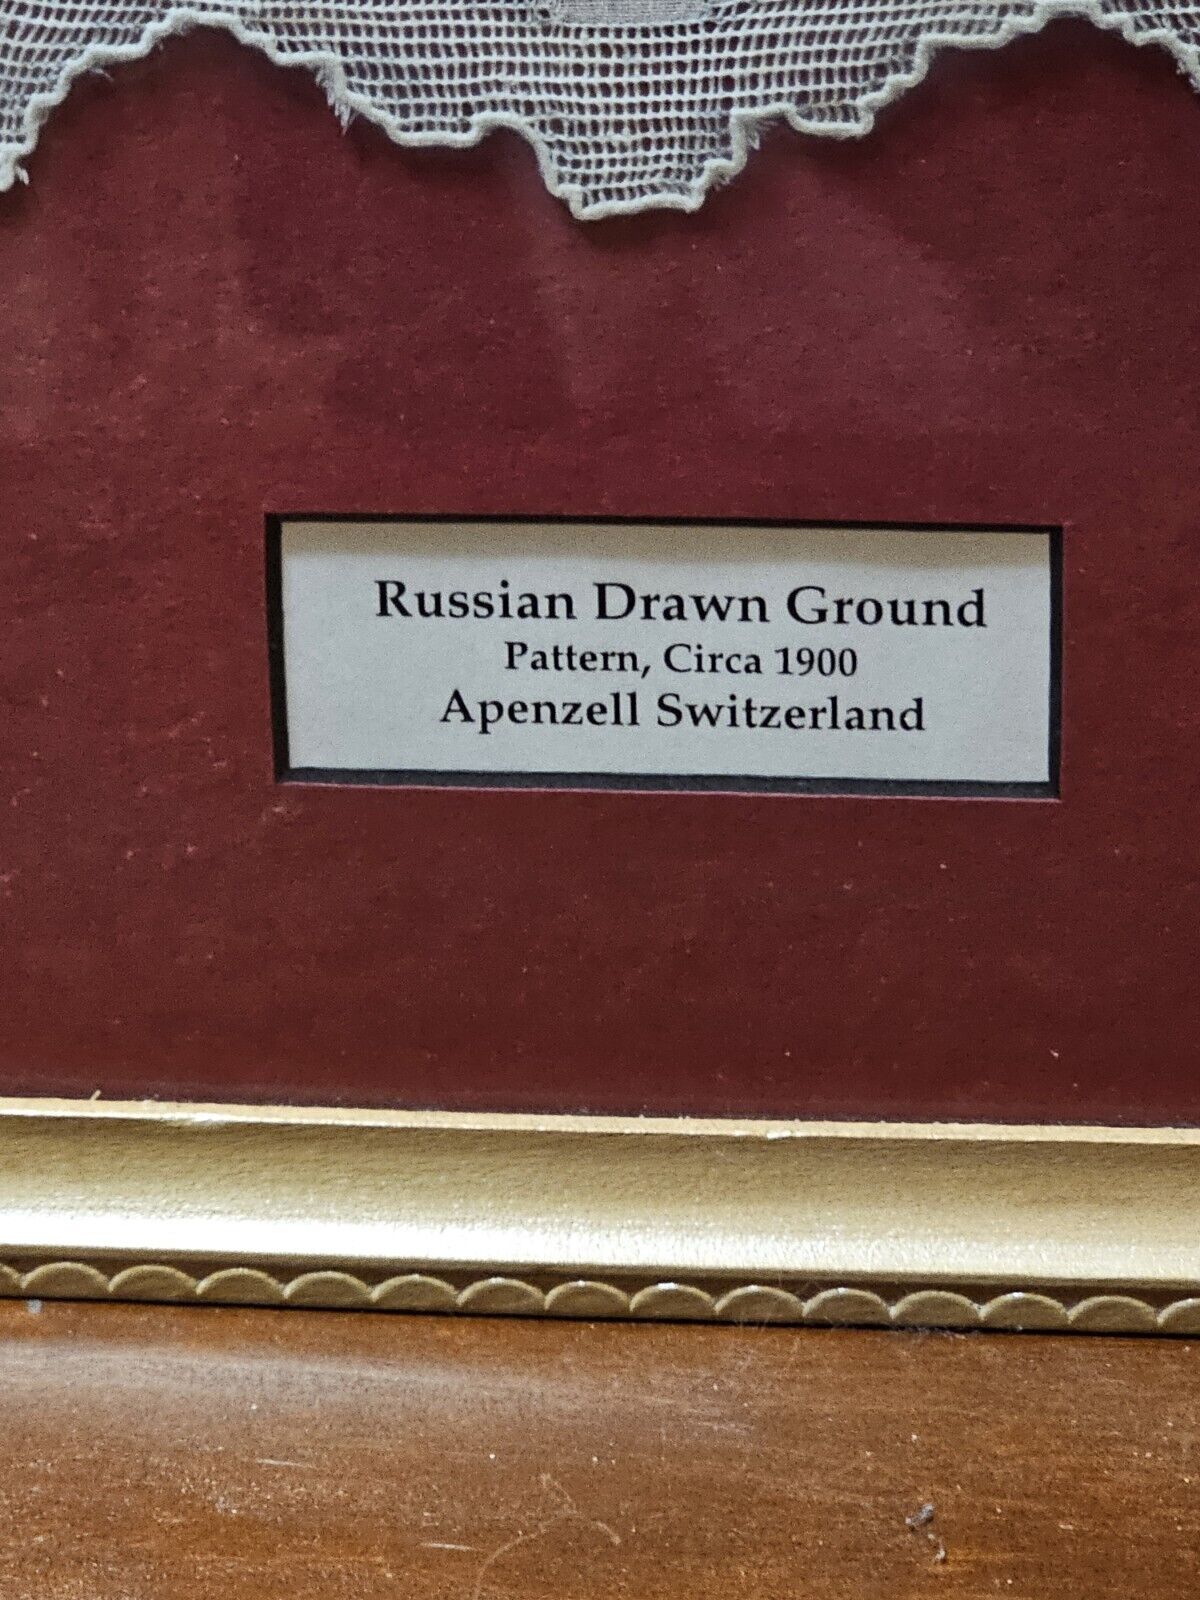 Russian Drawn Ground
Pattern, Circa 1900
Apenzell Switzerland